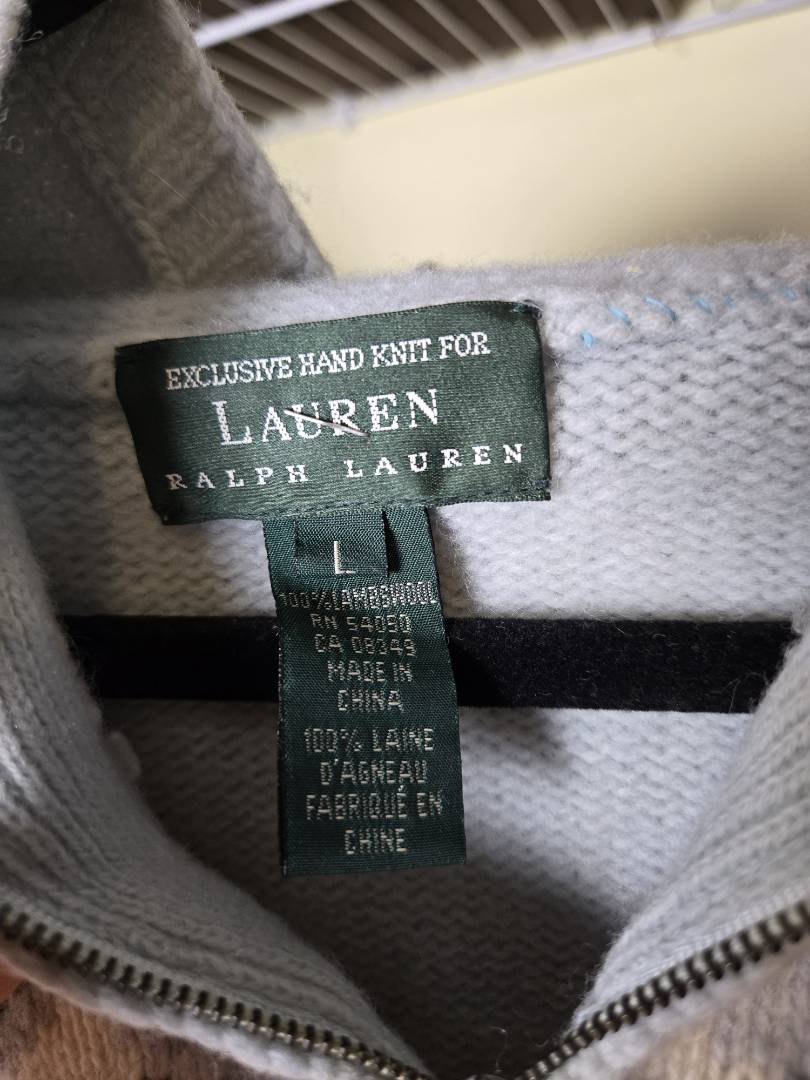 EXCLUSIVE HAND KNIT FOR
LAUREN
RALPH LAUREN
L
100% LAMBSWOOL
RN 54050
CA 08349
MADE IN
CHINA
100% LAINE
D'AGNEAU
FABRIQUÉ EN
CHINE